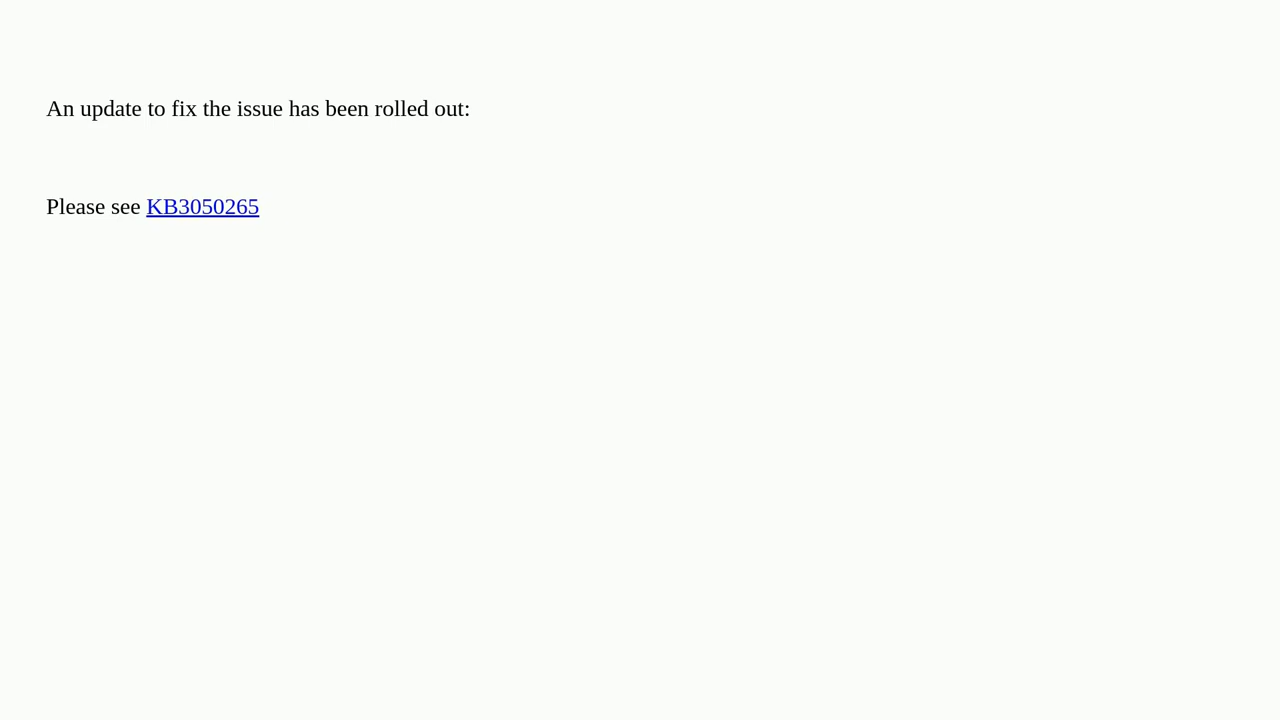 An update to fix the issue has been rolled out:
Please see KB3050265